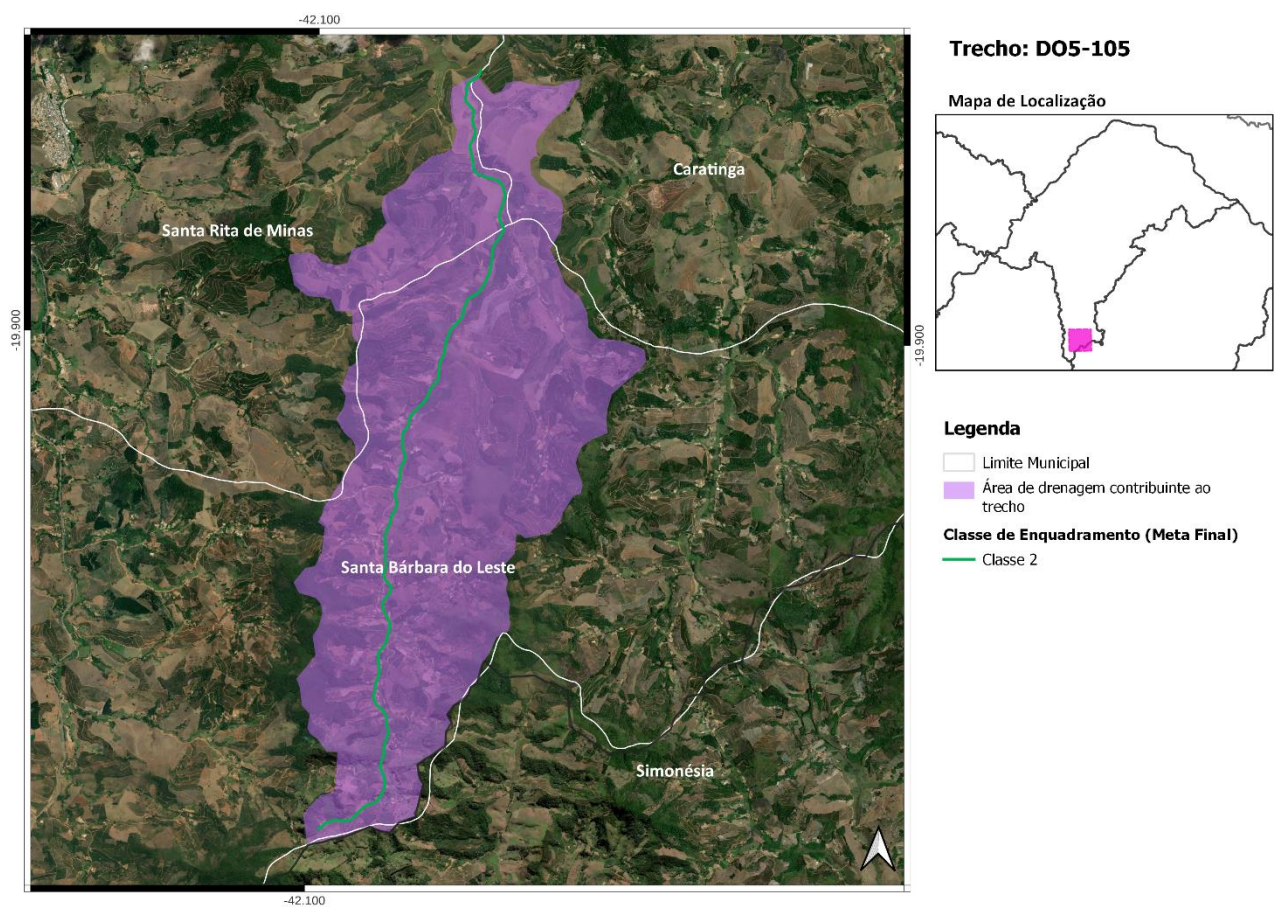 -42.100
Trecho: DO5-105
Mapa de Localização
Caratinga
Santa Rita de Minas
-19.900
-19.900
Legenda
Limite Municipal
Área de drenagem contribuinte ao
trecho
Classe de Enquadramento (Meta Final)
Classe 2
Santa Bárbara do Leste
Simonésia
-42.100